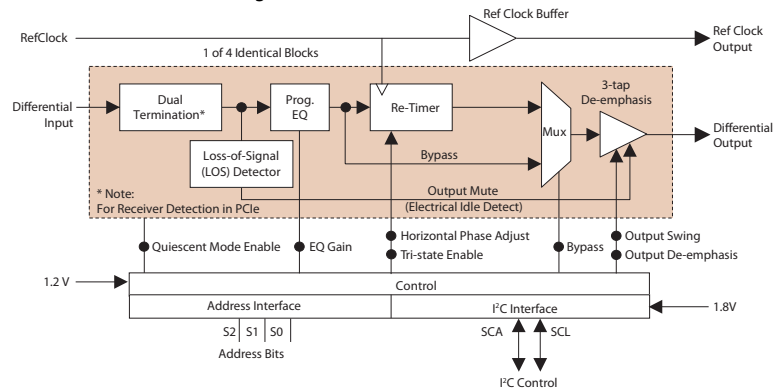 Ref Clock Buffer
RefClock
Ref Clock
Output
1 of 4 Identical Blocks
Dual
Termination*
Prog.
EQ
Re-Timer
3-tap
De-emphasis
Differential
Input
Mux
Differential
Output
Loss-of-Signal
(LOS) Detector
Bypass
* Note:
For Receiver Detection in PCIe
Output Mute
(Electrical Idle Detect)
Quiescent Mode Enable
EQ Gain
Horizontal Phase Adjust
Tri-state Enable
Bypass
Output Swing
Output De-emphasis
1.2 V
Control
Address Interface
I²C Interface
1.8V
S2 S1 S0
SCA SCL
Address Bits
I²C Control